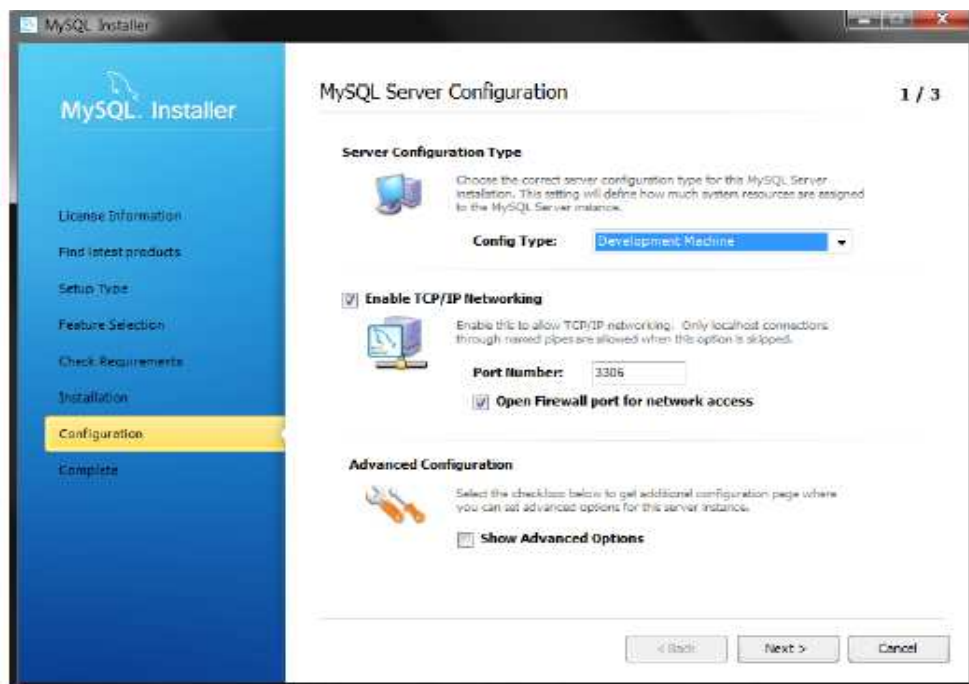 MySQL Installer
MySQL. Installer
License Information
Find latest products
Setup Type
Feature Selection
Check Requirements
Installation
Configuration
Complete
MySQL Server Configuration
1 / 3
Server Configuration Type
Choose the correct server configuration type for this MySQL Server
installation. This setting will define how much system resources are assigned
to the MySQL Server instance.
Config Type:
Development Machine
Enable TCP/IP Networking
Enable this to allow TCP/IP networking. Only localhost connections
through named pipes are allowed when this option is skipped.
Port Number:
3306
Open Firewall port for network access
Advanced Configuration
Select the checkbox below to get additional configuration page where
you can set advanced options for this server instance.
Show Advanced Options
< Back
Next >
Cancel